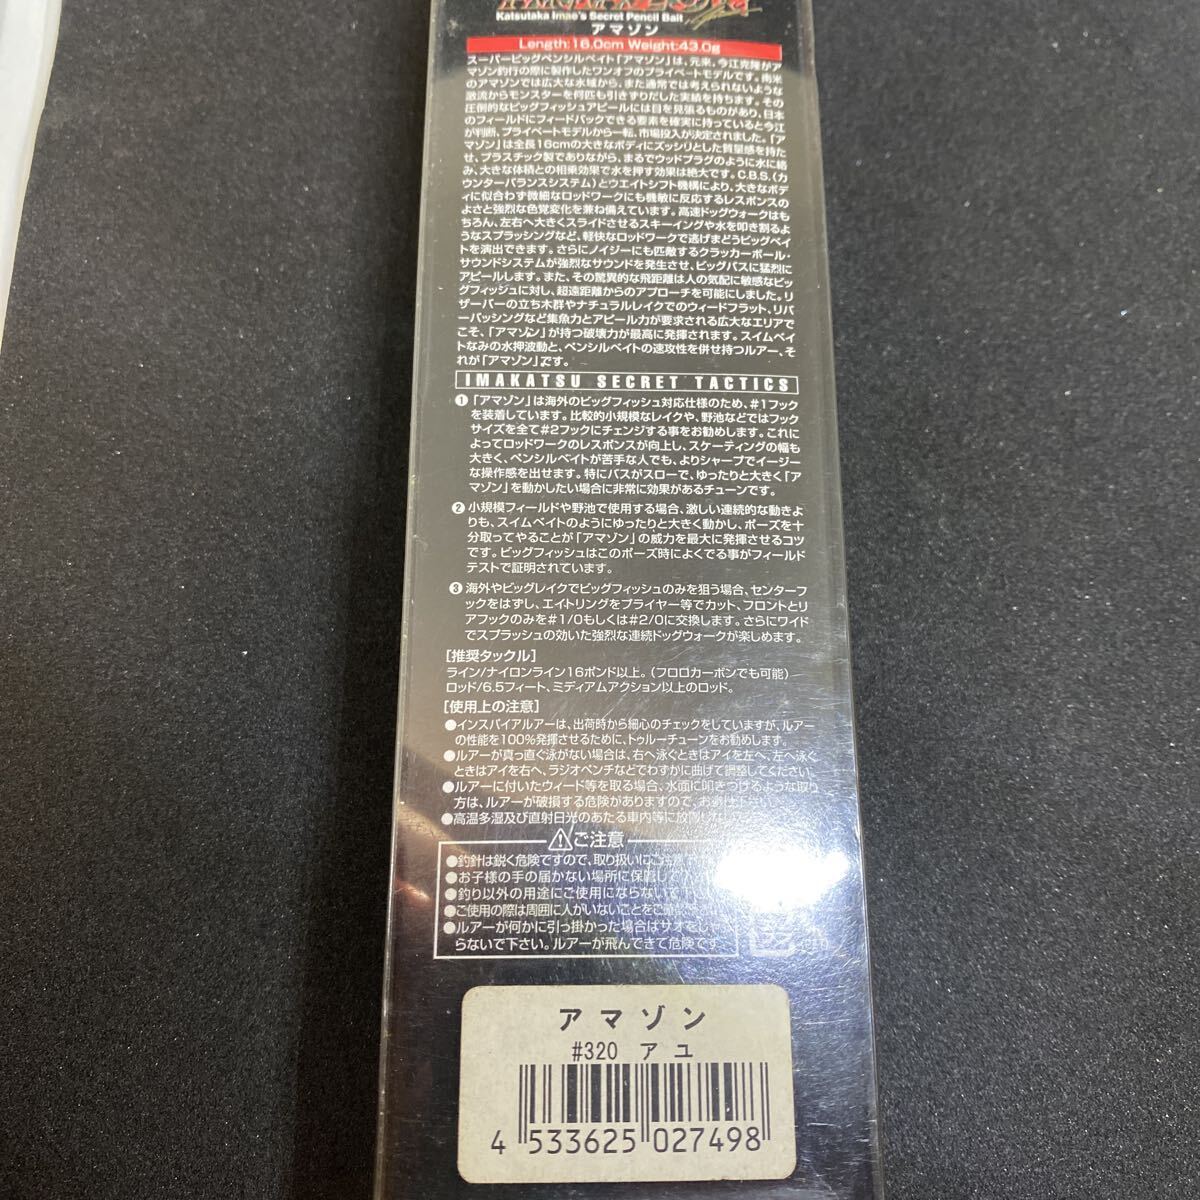 Katsutaka Imae's Secret Pencil Bait
アマゾン
Length:16.0cm Weight:43.0g
スーパービッグペンシルベイト「アマゾン」は、元来、今江克隆がア
マゾン釣行の際に製作したワンオフのプライベートモデルです。南米
のアマゾンでは広大な水域から、また通常では考えられないような
激流からモンスターを何匹も引きずりだした実績を持ちます。その
圧倒的なビッグフィッシュアピールには目を見張るものがあり、日本
のフィールドにフィードバックできる要素を確実に持っていると今江
が判断、プライベートモデルから一転、市場投入が決定されました。「ア
マゾン」は全長16cmの大きなボディにズッシリとした質量感を持た
せ、プラスチック製でありながら、まるでウッドプラグのように水に絡
み、大きな体積との相乗効果で水を押す効果は絶大です。C.B.S.(カ
ウンターバランスシステム)とウエイトシフト機構により、大きなボデ
ィに似合わず微細なロッドワークにも機敏に反応するレスポンスの
よさと強烈な色覚変化を兼ね備えています。高速ドッグウォークはも
ちろん、左右へ大きくスライドさせるスキーイングや水を叩き割るよ
うなスプラッシングなど、軽快なロッドワークで逃げまどうビッグベイ
トを演出できます。さらにノイジーにも匹敵するクラッカーボール・
サウンドシステムが強烈なサウンドを発生させ、ビッグバスに猛烈に
アピールします。また、その驚異的な飛距離は人の気配に敏感なビ
ッグフィッシュに対し、超遠距離からのアプローチを可能にしました。リ
ザーバーの立ち木群やナチュラルレイクでのウィードフラット、リバ
ーバッシングなど集魚力とアピール力が要求される広大なエリアで
こそ、「アマゾン」が持つ破壊力が最高に発揮されます。スイムベイ
トなみの水押波動と、ペンシルベイトの速攻性を併せ持つルアー、そ
れが「アマゾン」です。
IMAKATSU SECRET TACTICS
❶「アマゾン」は海外のビッグフィッシュ対応仕様のため、#1フック
を装着しています。比較的小規模なレイクや、野池などではフック
サイズを全て#2フックにチェンジする事をお勧めします。これに
よってロッドワークのレスポンスが向上し、スケーティングの幅も
大きく、ペンシルベイトが苦手な人でも、よりシャープでイージー
な操作感を出せます。特にバスがスローで、ゆったりと大きく「ア
マゾン」を動かしたい場合に非常に効果があるチューンです。
❷小規模フィールドや野池で使用する場合、激しい連続的な動きよ
りも、スイムベイトのようにゆったりと大きく動かし、ポーズを十
分取ってやることが「アマゾン」の威力を最大に発揮させるコツ
です。ビッグフィッシュはこのポーズ時によくでる事がフィールド
テストで証明されています。
❸海外やビッグレイクでビッグフィッシュのみを狙う場合、センターフ
ックをはずし、エイトリングをプライヤー等でカット、フロントとリ
アフックのみを#1/0もしくは#2/0に交換します。さらにワイド
でスプラッシュの効いた強烈な連続ドッグウォークが楽しめます。
[推奨タックル]
ライン/ナイロンライン16ポンド以上。(フロロカーボンでも可能)
ロッド/6.5フィート、ミディアムアクション以上のロッド。
[使用上の注意]
●インスパイアルアーは、出荷時から細心のチェックをしていますが、ルアー
の性能を100%発揮させるために、トゥルーチューンをお勧めします。
●ルアーが真っ直ぐ泳がない場合は、右へ泳ぐときはアイを左へ、左へ泳ぐ
ときはアイを右へ、ラジオペンチなどでわずかに曲げて調整してください。
●ルアーに付いたウィード等を取る場合、水面に叩きつけるような取り
方は、ルアーが破損する危険がありますので、お避け下さい。
●高温多湿及び直射日光のあたる車内等に放置しない
⚠ご注意
●釣針は鋭く危険ですので、取り扱いにご注意下
●お子様の手の届かない場所に保管して下
●釣り以外の用途にご使用にならないで下
●ご使用の際は周囲に人がいないことをご確認
●ルアーが何かに引っ掛かった場合はサオをしゃ
らないで下さい。ルアーが飛んできて危険です
アマゾン
#320 アユ
4 533625 027498